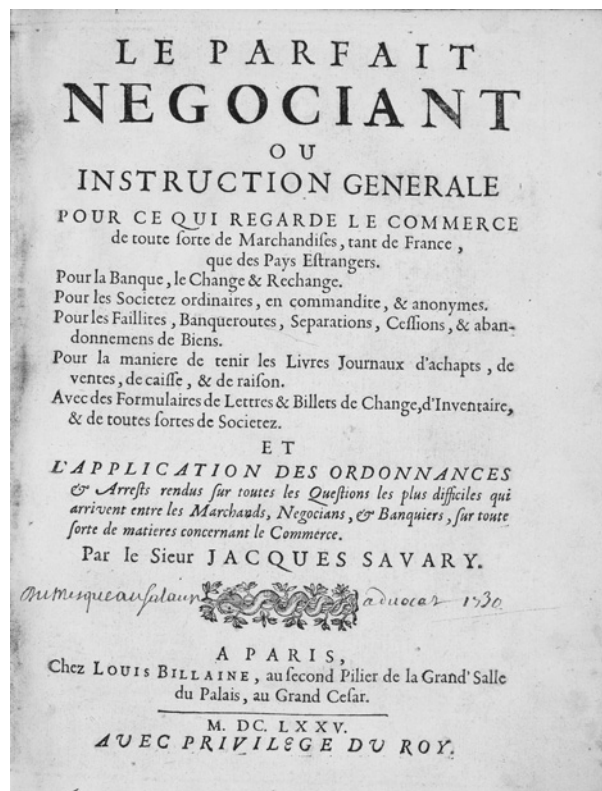 LE PARFAIT
NEGOCIANT
OU
INSTRUCTION GENERALE
POUR CE QUI REGARDE LE COMMERCE
de toute ſorte de Marchandiſes, tant de France,
que des Pays Eſtrangers.
Pour la Banque, le Change & Rechange.
Pour les Societez ordinaires, en commandite, & anonymes.
Pour les Faillites, Banqueroutes, Separations, Ceſſions, & aban-
donnemens de Biens.
Pour la maniere de tenir les Livres Journaux d'achapts, de
ventes, de caiſſe, & de raiſon.
Avec des Formulaires de Lettres & Billets de Change, d'Inventaire,
& de toutes ſortes de Societez.
ET
L'APPLICATION DES ORDONNANCES
& Arreſts rendus ſur toutes les Queſtions les plus difficiles qui
arrivent entre les Marchands, Negocians, & Banquiers, ſur toute
ſorte de matieres concernant le Commerce.
Par le Sieur JACQUES SAVARY.
aduocat 1730
A PARIS,
Chez LOUIS BILLAINE, au ſecond Pilier de la Grand' Salle
du Palais, au Grand Ceſar.
M. DC. LXXV.
AVEC PRIVILEGE DU ROY.